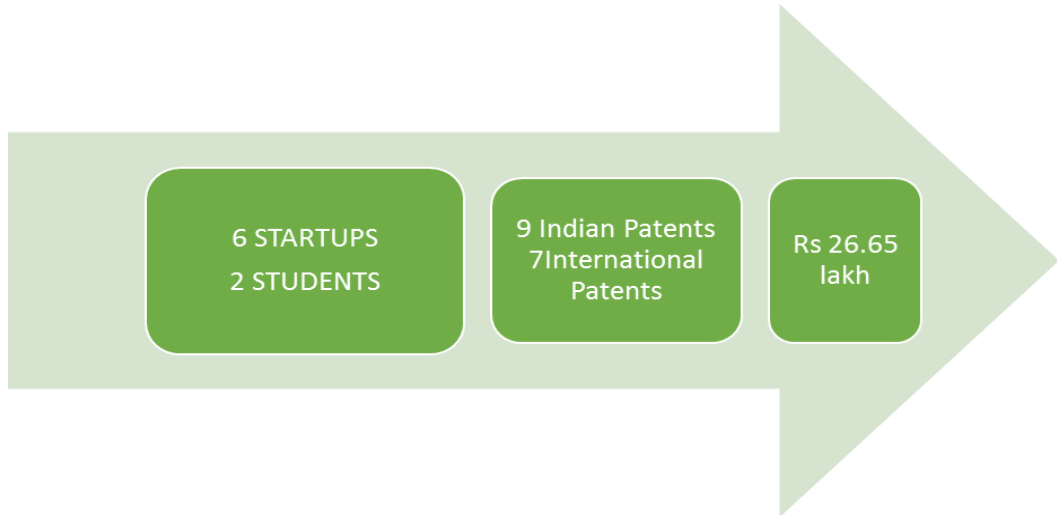 6 STARTUPS
2 STUDENTS
9 Indian Patents
7International
Patents
Rs 26.65
lakh